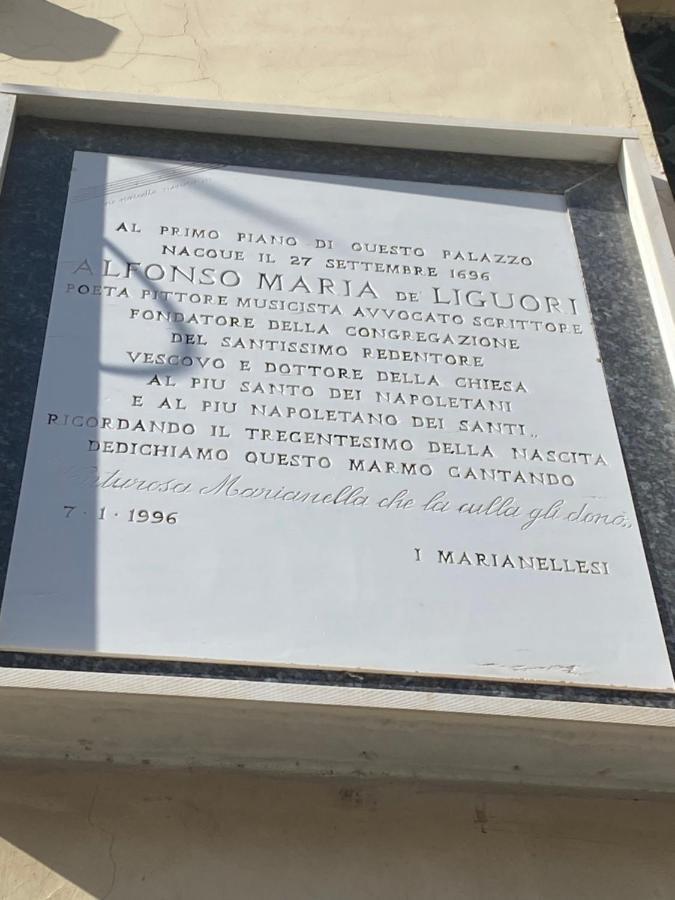 AL PRIMO PIANO DI QUESTO PALAZZO
NACQUE IL 27 SETTEMBRE 1696
ALFONSO MARIA DE' LIGUORI
POETA PITTORE MUSICISTA AVVOCATO SCRITTORE
FONDATORE DELLA CONGREGAZIONE
DEL SANTISSIMO REDENTORE
VESCOVO E DOTTORE DELLA CHIESA
AL PIU SANTO DEI NAPOLETANI
E AL PIU NAPOLETANO DEI SANTI„
RICORDANDO IL TRECENTESIMO DELLA NASCITA
DEDICHIAMO QUESTO MARMO CANTANDO
Venturosa Marianella che la culla gli donò„
7·1·1996
I MARIANELLESI